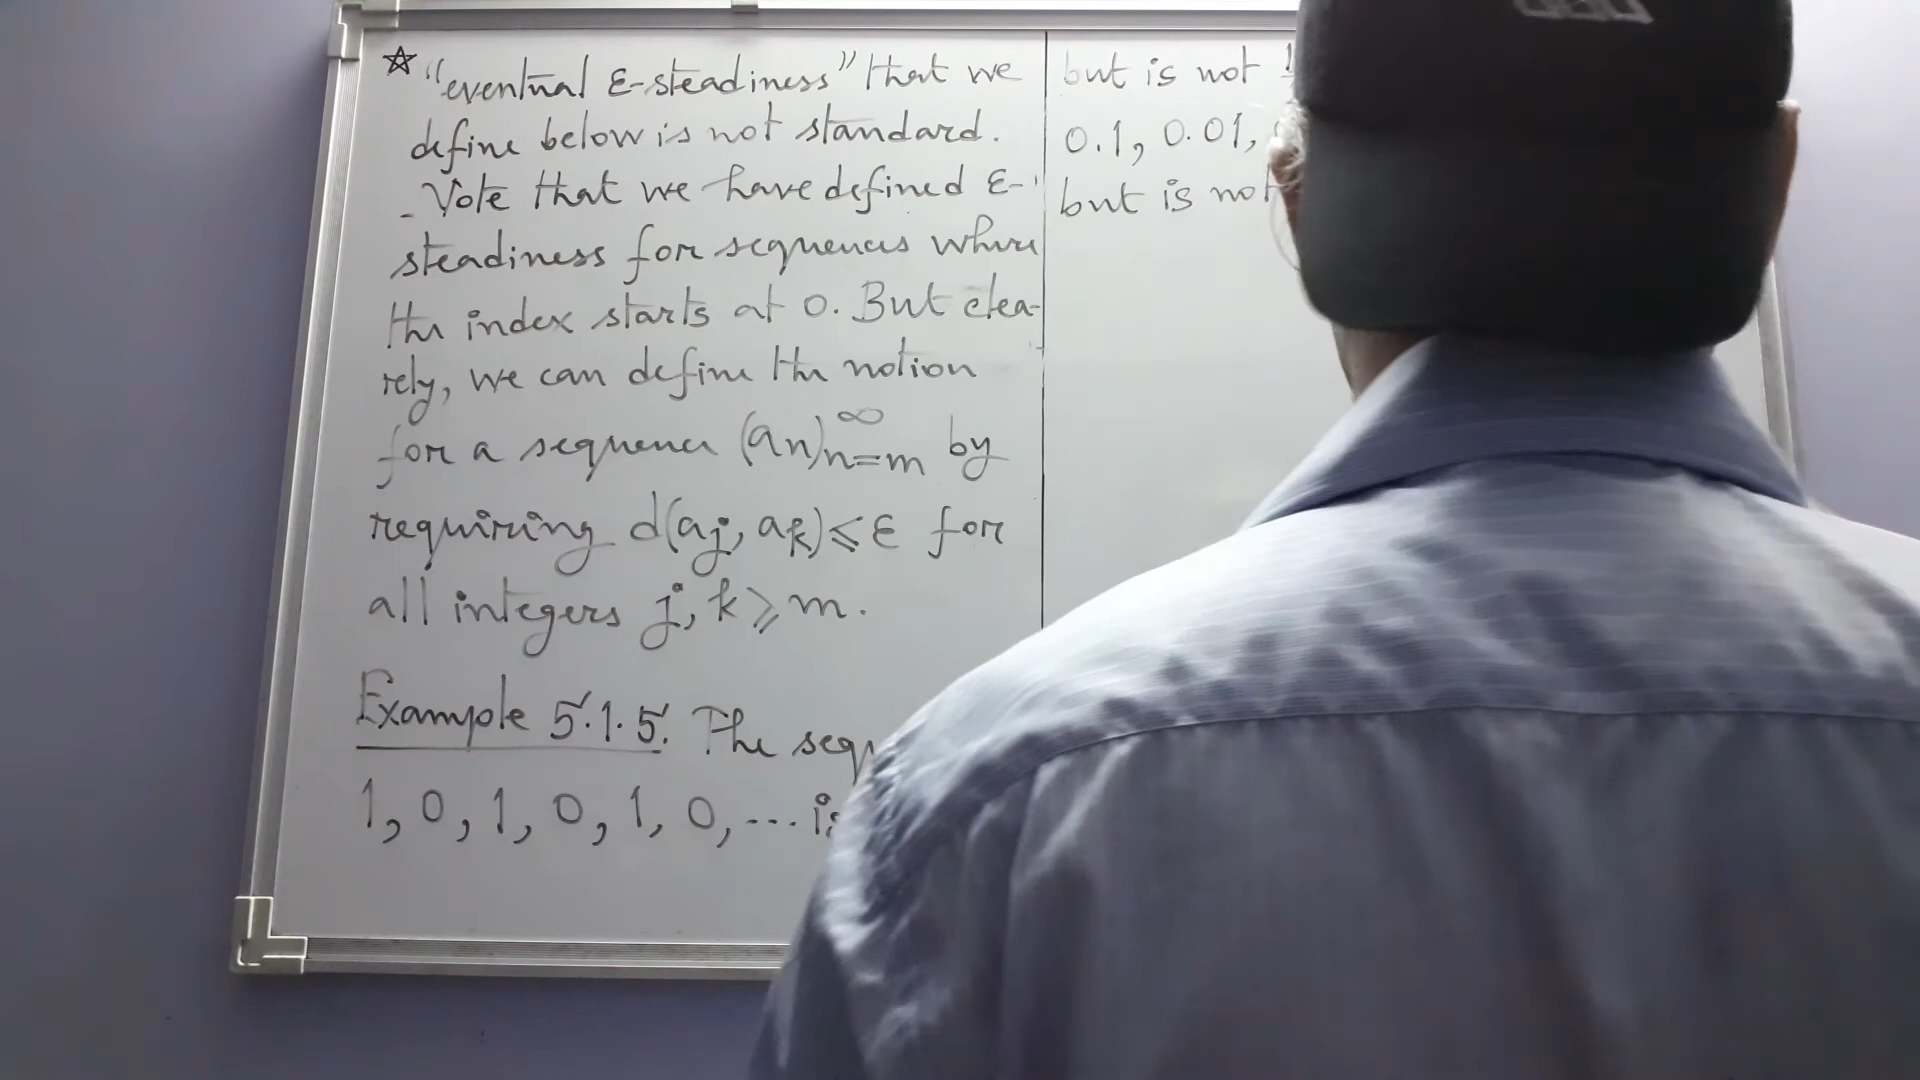 ☆ "eventual ε-steadiness" that we
define below is not standard.
Note that we have defined ε-
steadiness for sequences where
the index starts at 0. But clea-
rely, we can define the notion
for a sequence (aₙ)∞n=m by
requiring d(aj, ak) ⩽ ε for
all integers j, k ⩾ m.
Example 5.1.5. The sequ
1, 0, 1, 0, 1, 0, ... is
but is not
0.1, 0.01,
but is not